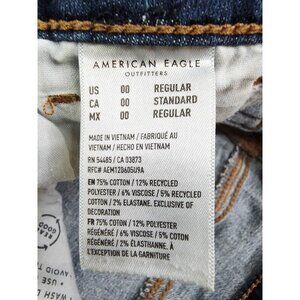 AMERICAN EAGLE
OUTFITTERS
US 00 REGULAR
CA 00 STANDARD
MX 00 REGULAR
MADE IN VIETNAM / FABRIQUÉ AU
VIETNAM / HECHO EN VIETNAM
RN 54485 / CA 03873
RFC# AEM120605U9A
EN 75% COTTON / 12% RECYCLED
POLYESTER / 6% VISCOSE / 5% RECYCLED
COTTON / 2% ELASTANE. EXCLUSIVE OF
DECORATION
FR 75% COTON / 12% POLYESTER
RÉGÉNÉRÉ / 6% VISCOSE / 5% COTON
RÉGÉNÉRÉ / 2% ÉLASTHANNE. À
L'EXCEPTION DE LA GARNITURE
WASH